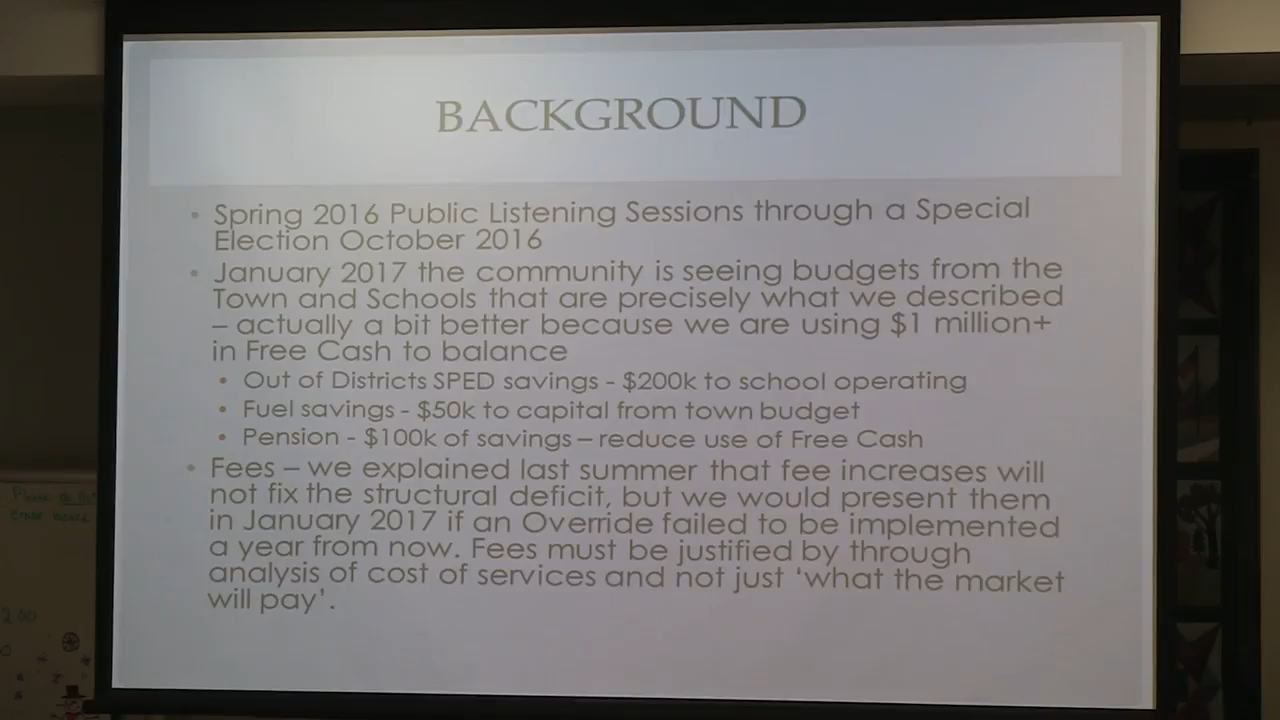 BACKGROUND
• Spring 2016 Public Listening Sessions through a Special
Election October 2016
• January 2017 the community is seeing budgets from the
Town and Schools that are precisely what we described
– actually a bit better because we are using $1 million+
in Free Cash to balance
• Out of Districts SPED savings - $200k to school operating
• Fuel savings - $50k to capital from town budget
• Pension - $100k of savings – reduce use of Free Cash
• Fees – we explained last summer that fee increases will
not fix the structural deficit, but we would present them
in January 2017 if an Override failed to be implemented
a year from now. Fees must be justified by through
analysis of cost of services and not just ‘what the market
will pay’.